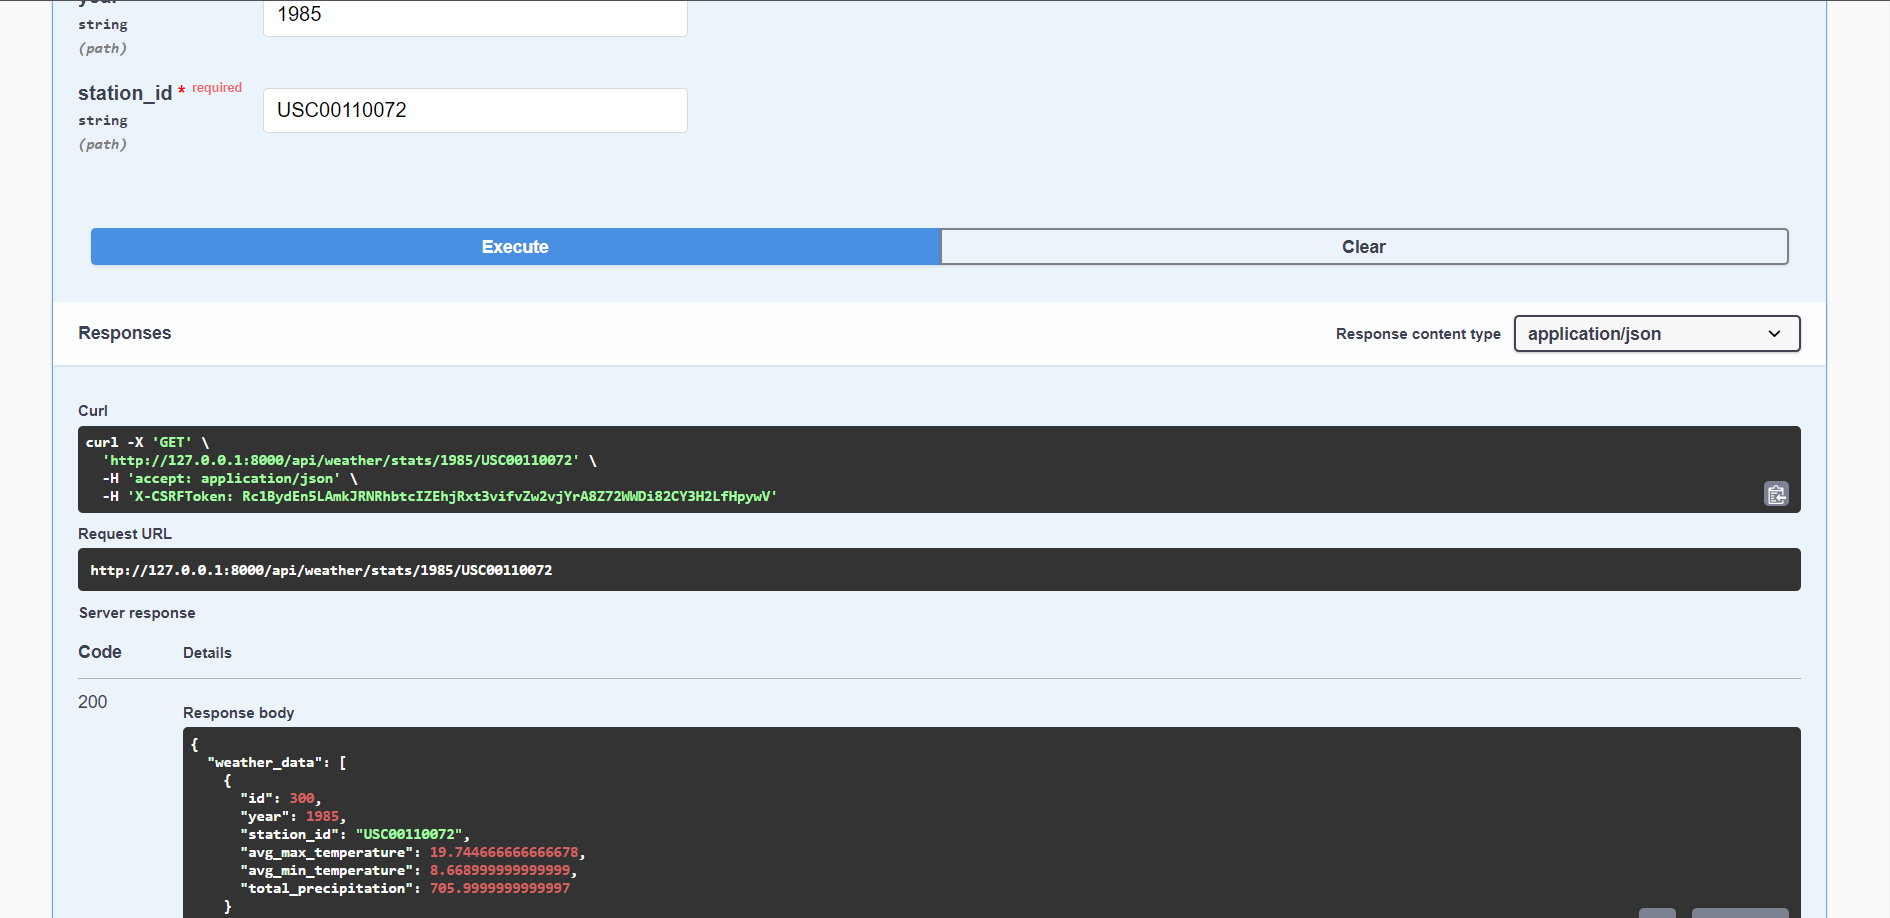 year
1985
string
(path)
station_id * required
USC00110072
string
(path)
Execute
Clear
Responses
Response content type
application/json
Curl
curl -X 'GET' \
  'http://127.0.0.1:8000/api/weather/stats/1985/USC00110072' \
  -H 'accept: application/json' \
  -H 'X-CSRFToken: Rc1BydEn5LAmkJRNRhbtcIZEhjRxt3vifvZw2vjYrA8Z72WWDi82CY3H2LfHpywV'
Request URL
http://127.0.0.1:8000/api/weather/stats/1985/USC00110072
Server response
Code
Details
200
Response body
{
  "weather_data": [
    {
      "id": 300,
      "year": 1985,
      "station_id": "USC00110072",
      "avg_max_temperature": 19.744666666666678,
      "avg_min_temperature": 8.668999999999999,
      "total_precipitation": 705.9999999999997
    }